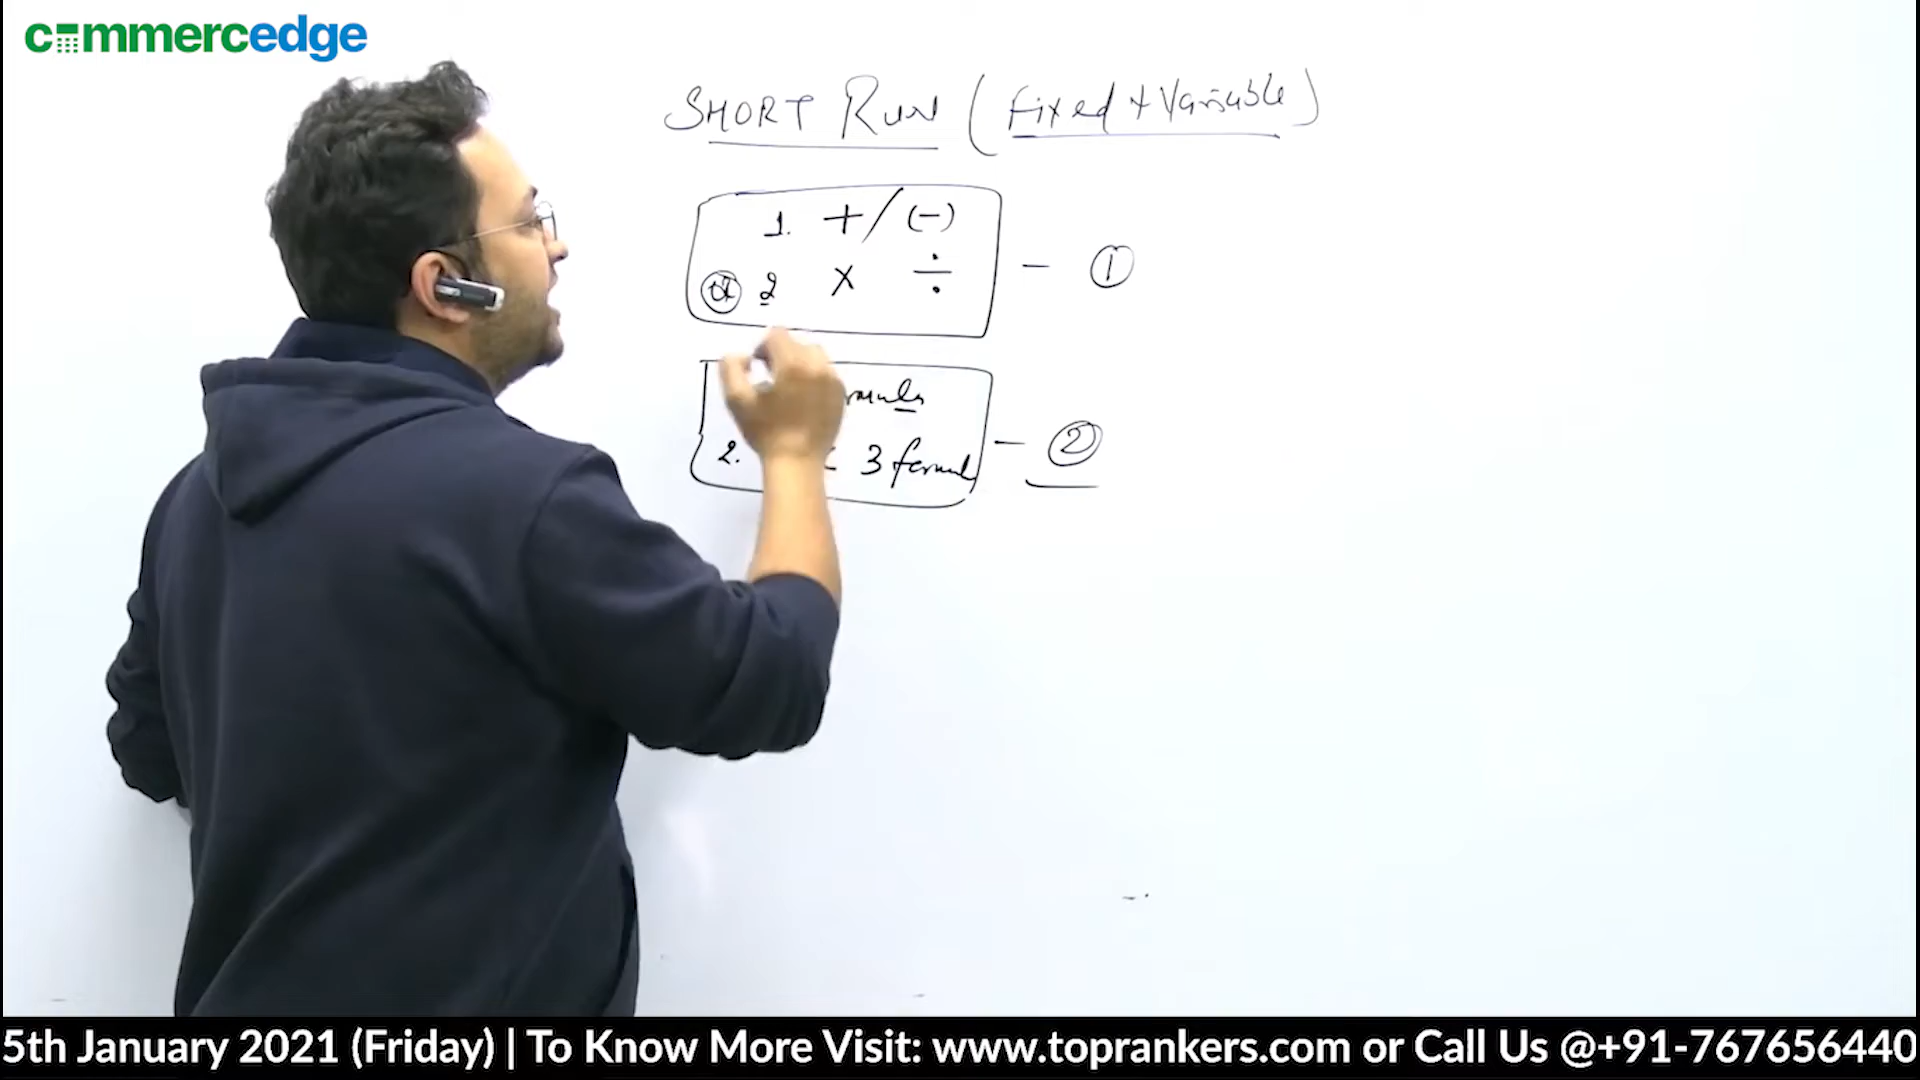 commercedge
SHORT RUN (Fixed + Variable)
1. + / (-)
2 × ÷ - ①
2. 3 formul - ②
5th January 2021 (Friday) | To Know More Visit: www.toprankers.com or Call Us @+91-767656440